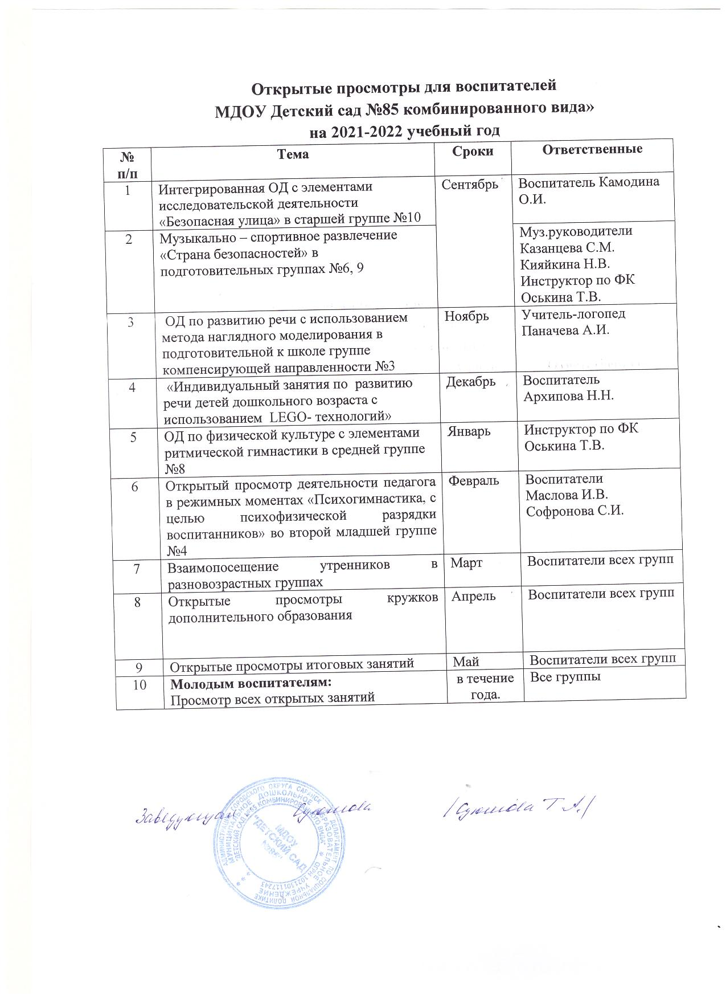 Открытые просмотры для воспитателей
МДОУ Детский сад №85 комбинированного вида»
на 2021-2022 учебный год
№ п/п
Тема
Сроки
Ответственные
1
Интегрированная ОД с элементами
исследовательской деятельности
«Безопасная улица» в старшей группе №10
Сентябрь
Воспитатель Камодина
О.И.
2
Музыкально – спортивное развлечение
«Страна безопасностей» в
подготовительных группах №6, 9
Муз.руководители
Казанцева С.М.
Кияйкина Н.В.
Инструктор по ФК
Оськина Т.В.
3
ОД по развитию речи с использованием
метода наглядного моделирования в
подготовительной к школе группе
компенсирующей направленности №3
Ноябрь
Учитель-логопед
Паначева А.И.
4
«Индивидуальный занятия по развитию
речи детей дошкольного возраста с
использованием LEGO- технологий»
Декабрь
Воспитатель
Архипова Н.Н.
5
ОД по физической культуре с элементами
ритмической гимнастики в средней группе
№8
Январь
Инструктор по ФК
Оськина Т.В.
6
Открытый просмотр деятельности педагога
в режимных моментах «Психогимнастика, с
целью психофизической разрядки
воспитанников» во второй младшей группе
№4
Февраль
Воспитатели
Маслова И.В.
Софронова С.И.
7
Взаимопосещение утренников в
разновозрастных группах
Март
Воспитатели всех групп
8
Открытые просмотры кружков
дополнительного образования
Апрель
Воспитатели всех групп
9
Открытые просмотры итоговых занятий
Май
Воспитатели всех групп
10
Молодым воспитателям:
Просмотр всех открытых занятий
в течение
года.
Все группы
Заведующая
АДМИНИСТРАЦИЯ ГОРОДСКОГО ОКРУГА САРАНСК ДЕПАРТАМЕНТ ПО СОЦИАЛЬНОЙ ПОЛИТИКЕ
МУНИЦИПАЛЬНОЕ ДОШКОЛЬНОЕ ОБРАЗОВАТЕЛЬНОЕ УЧРЕЖДЕНИЕ
"ДЕТСКИЙ САД №85 КОМБИНИРОВАННОГО ВИДА"
МДОУ
"ДЕТСКИЙ САД